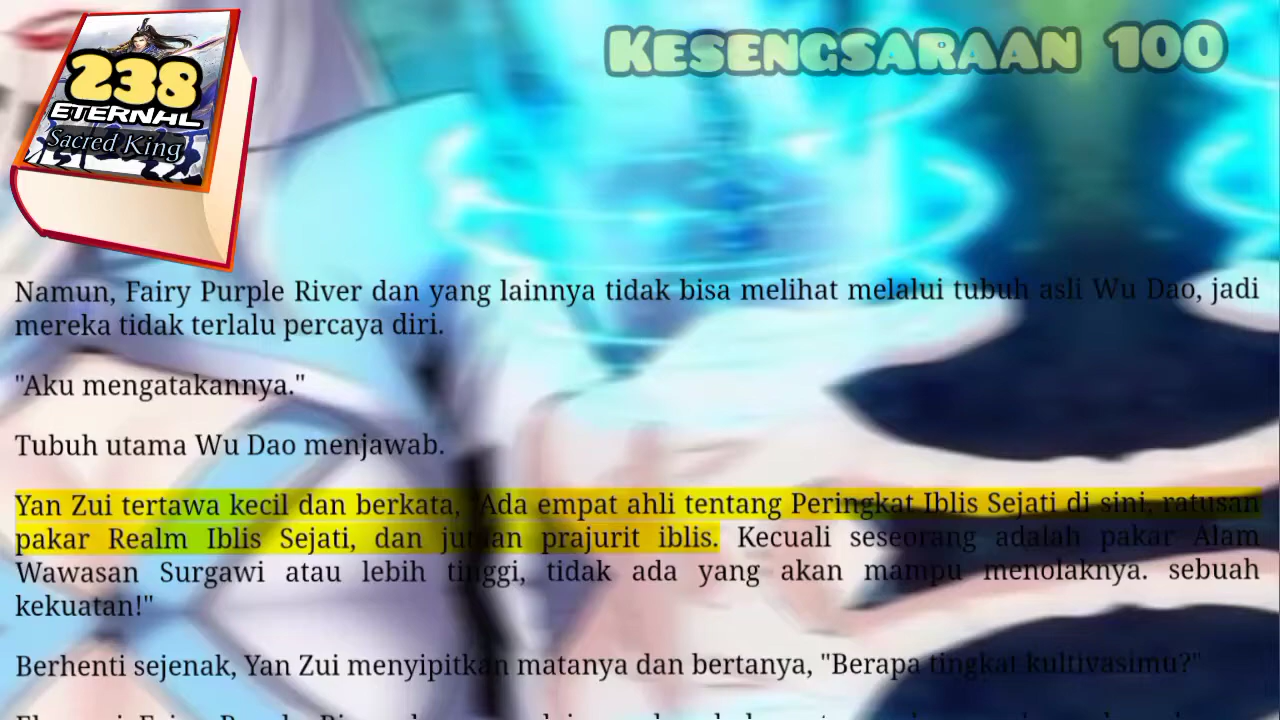 238
ETERNAL
Sacred King
KESENGSARAAN 100
Namun, Fairy Purple River dan yang lainnya tidak bisa melihat melalui tubuh asli Wu Dao, jadi
mereka tidak terlalu percaya diri.
"Aku mengatakannya."
Tubuh utama Wu Dao menjawab.
Yan Zui tertawa kecil dan berkata, "Ada empat ahli tentang Peringkat Iblis Sejati di sini, ratusan
pakar Realm Iblis Sejati, dan jutaan prajurit iblis. Kecuali seseorang adalah pakar Alam
Wawasan Surgawi atau lebih tinggi, tidak ada yang akan mampu menolaknya. sebuah
kekuatan!"
Berhenti sejenak, Yan Zui menyipitkan matanya dan bertanya, "Berapa tingkat kultivasimu?"